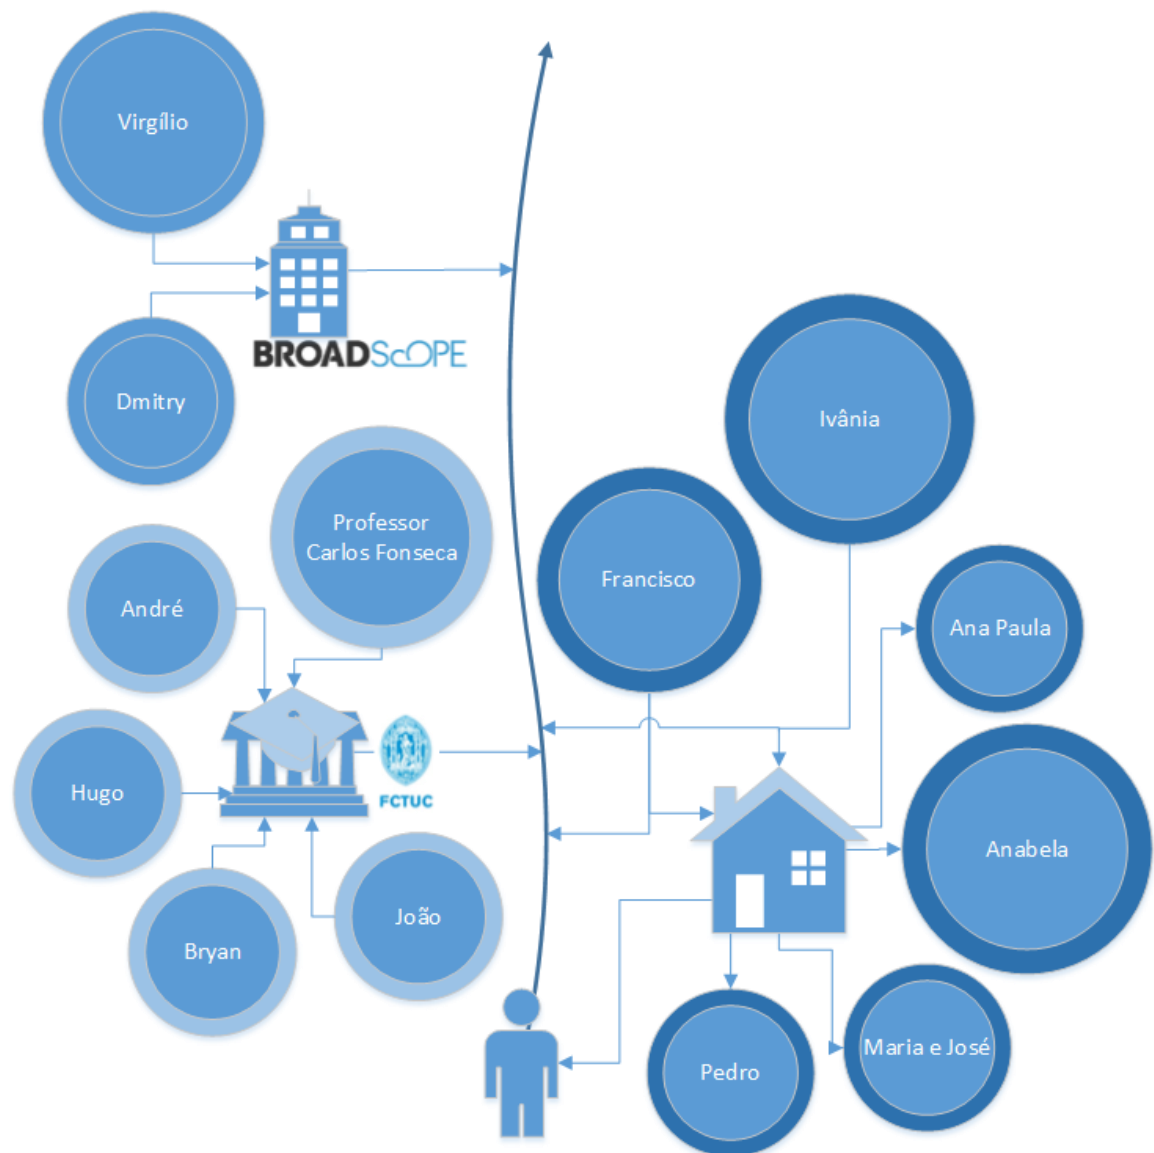 Virgílio
BROADScOPE
Dmitry
Ivânia
Professor
Carlos Fonseca
Francisco
André
Ana Paula
Hugo
FCTUC
Anabela
João
Bryan
Maria e José
Pedro